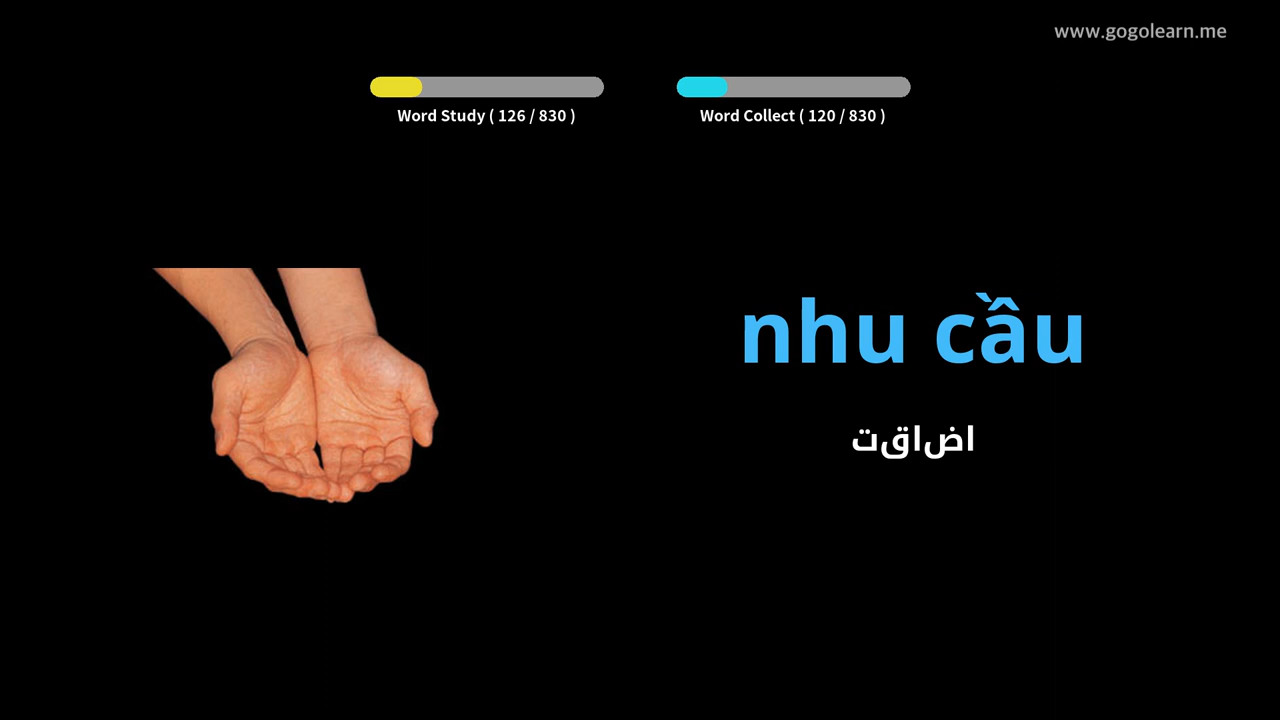 www.gogolearn.me
Word Study ( 126 / 830 )
Word Collect ( 120 / 830 )
nhu cầu
اضاقت